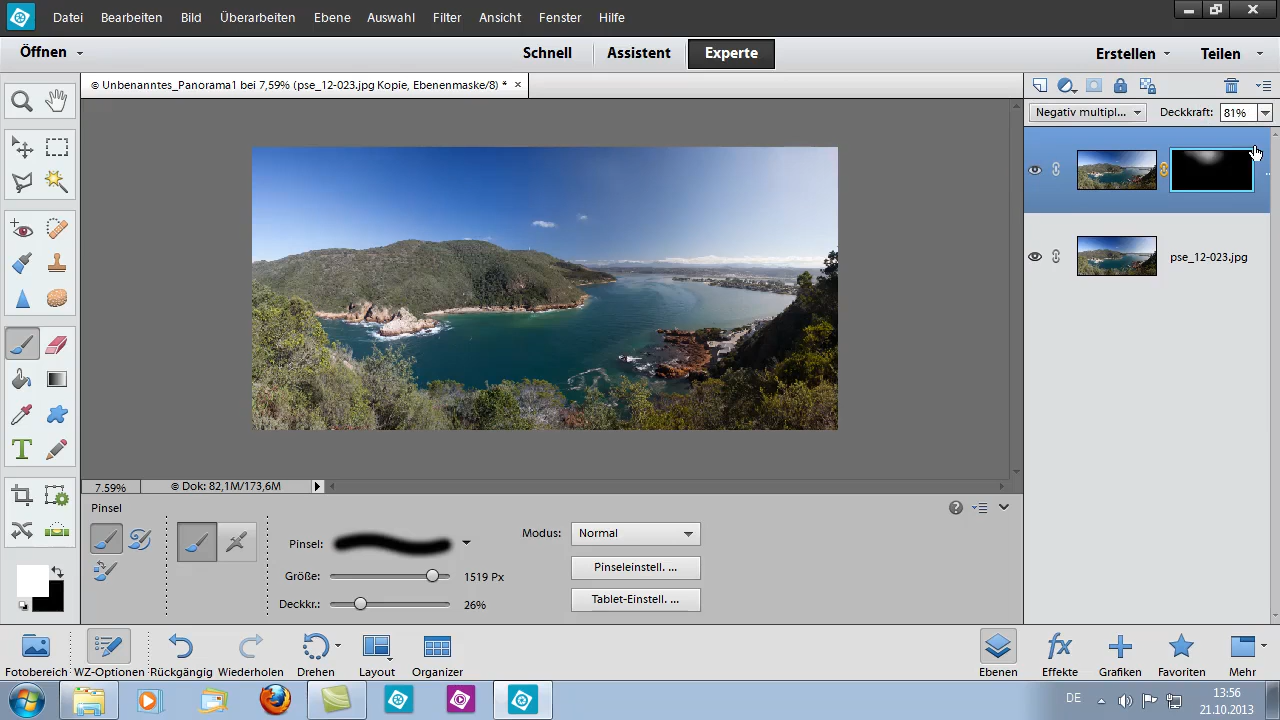 Datei Bearbeiten Bild Überarbeiten Ebene Auswahl Filter Ansicht Fenster Hilfe
Öffnen Schnell Assistent Experte Erstellen Teilen
© Unbenanntes_Panorama1 bei 7,59% (pse_12-023.jpg Kopie, Ebenenmaske/8) * ×
Negativ multipl... Deckkraft: 81%
pse_12-023.jpg
7.59% © Dok: 82,1M/173,6M
Pinsel
Pinsel: Modus: Normal
Pinseleinstell. ...
Größe: 1519 Px
Tablet-Einstell. ...
Deckkr.: 26%
Fotobereich WZ-Optionen Rückgängig Wiederholen Drehen Layout Organizer Ebenen Effekte Grafiken Favoriten Mehr
DE 13:56
21.10.2013